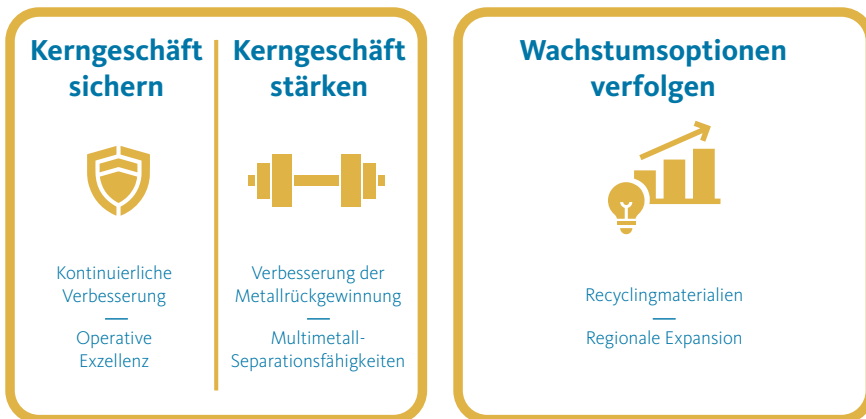 Kerngeschäft
sichern
Kontinuierliche
Verbesserung
Operative
Exzellenz
Kerngeschäft
stärken
Verbesserung der
Metallrückgewinnung
Multimetall-
Separationsfähigkeiten
Wachstumsoptionen
verfolgen
Recyclingmaterialien
Regionale Expansion